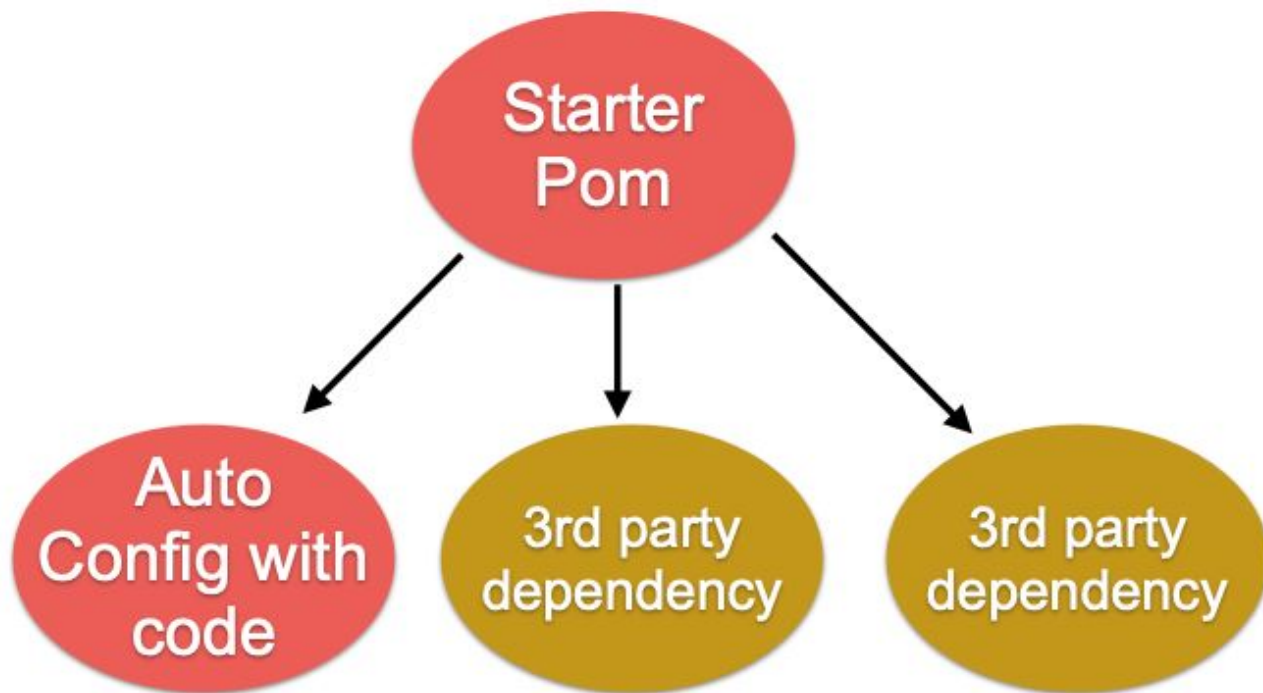 Starter
Pom
Auto
Config with
code
3rd party
dependency
3rd party
dependency